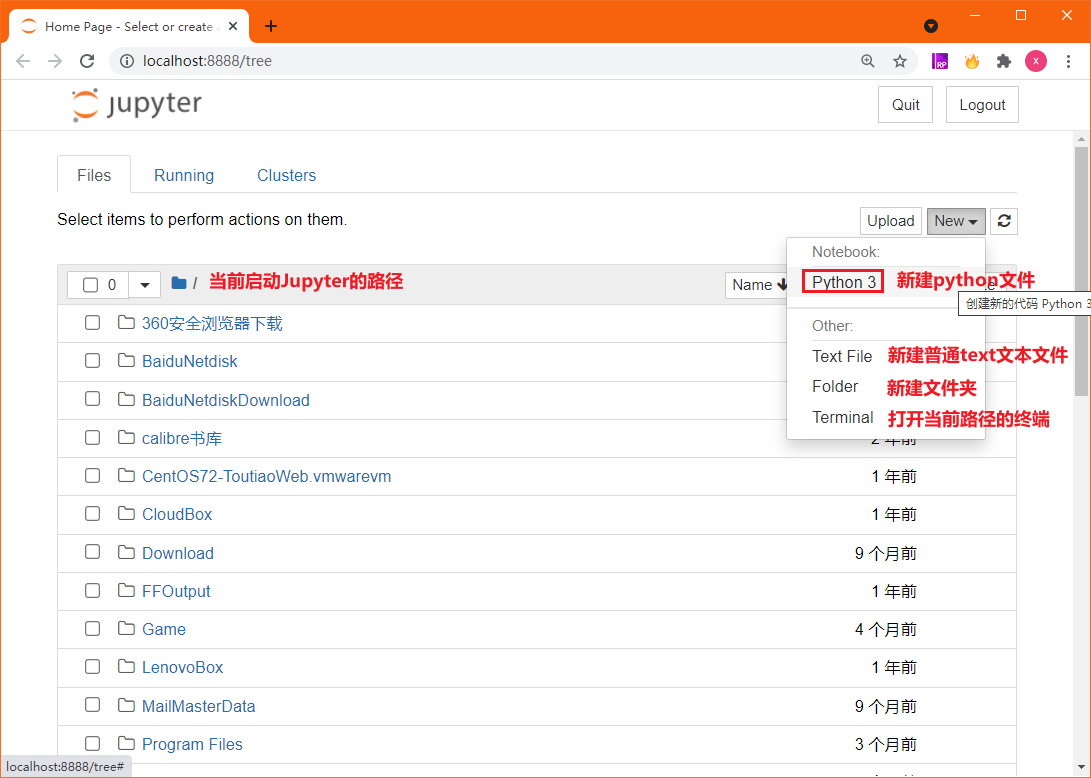 Home Page - Select or create
localhost:8888/tree
RP
X
jupyter
Quit
Logout
Files
Running
Clusters
Select items to perform actions on them.
Upload
New
0
/
当前启动Jupyter的路径
Name
Notebook:
Python 3
新建python文件
创建新的代码 Python 3
Other:
Text File
新建普通text文本文件
Folder
新建文件夹
Terminal
打开当前路径的终端
360安全浏览器下载
BaiduNetdisk
BaiduNetdiskDownload
calibre书库
2 年前
CentOS72-ToutiaoWeb.vmwarevm
1 年前
CloudBox
1 年前
Download
9 个月前
FFOutput
1 年前
Game
4 个月前
LenovoBox
1 年前
MailMasterData
9 个月前
Program Files
3 个月前
localhost:8888/tree#